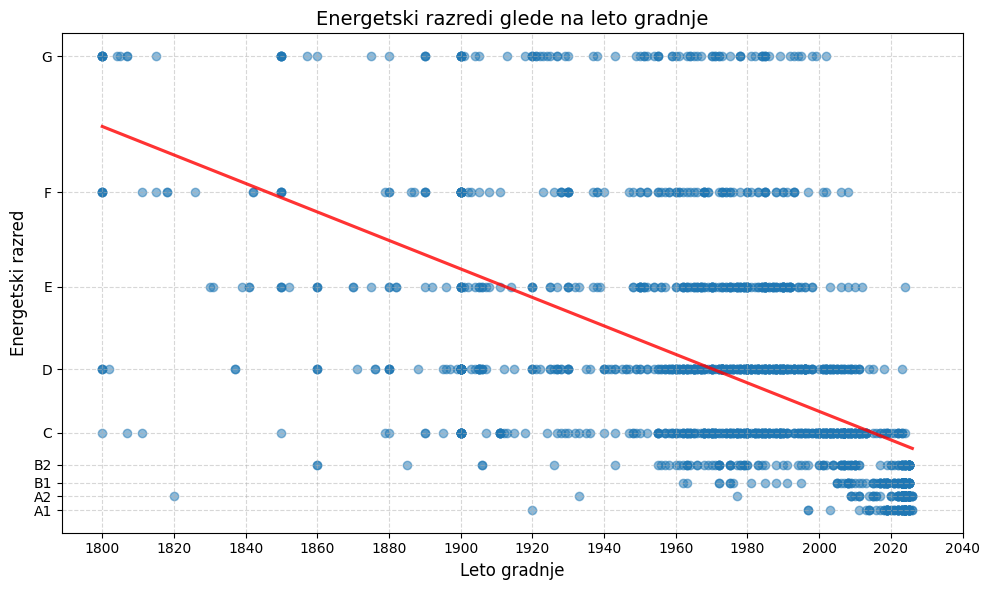 Energetski razredi glede na leto gradnje
Energetski razred
G
F
E
D
C
B2
B1
A2
A1
1800 1820 1840 1860 1880 1900 1920 1940 1960 1980 2000 2020 2040
Leto gradnje